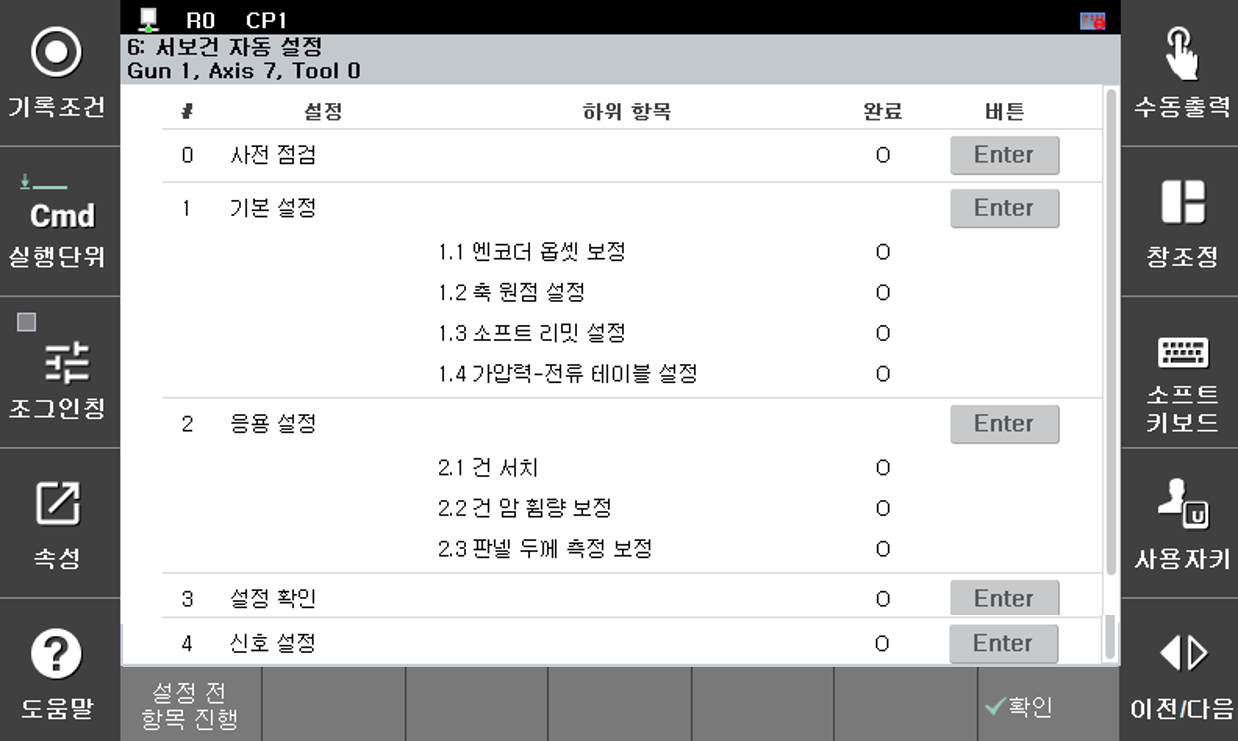 R0 CP1
6: 서보건 자동 설정
Gun 1, Axis 7, Tool 0
기록조건
Cmd
실행단위
조그인칭
속성
?
도움말
# 설정 하위 항목 완료 버튼
0 사전 점검 O Enter
1 기본 설정 Enter
1.1 엔코더 옵셋 보정 O
1.2 축 원점 설정 O
1.3 소프트 리밋 설정 O
1.4 가압력-전류 테이블 설정 O
2 응용 설정 Enter
2.1 건 서치 O
2.2 건 암 휨량 보정 O
2.3 판넬 두께 측정 보정 O
3 설정 확인 O Enter
4 신호 설정 O Enter
설정 전
항목 진행
확인
수동출력
창조정
소프트
키보드
U
사용자키
이전/다음